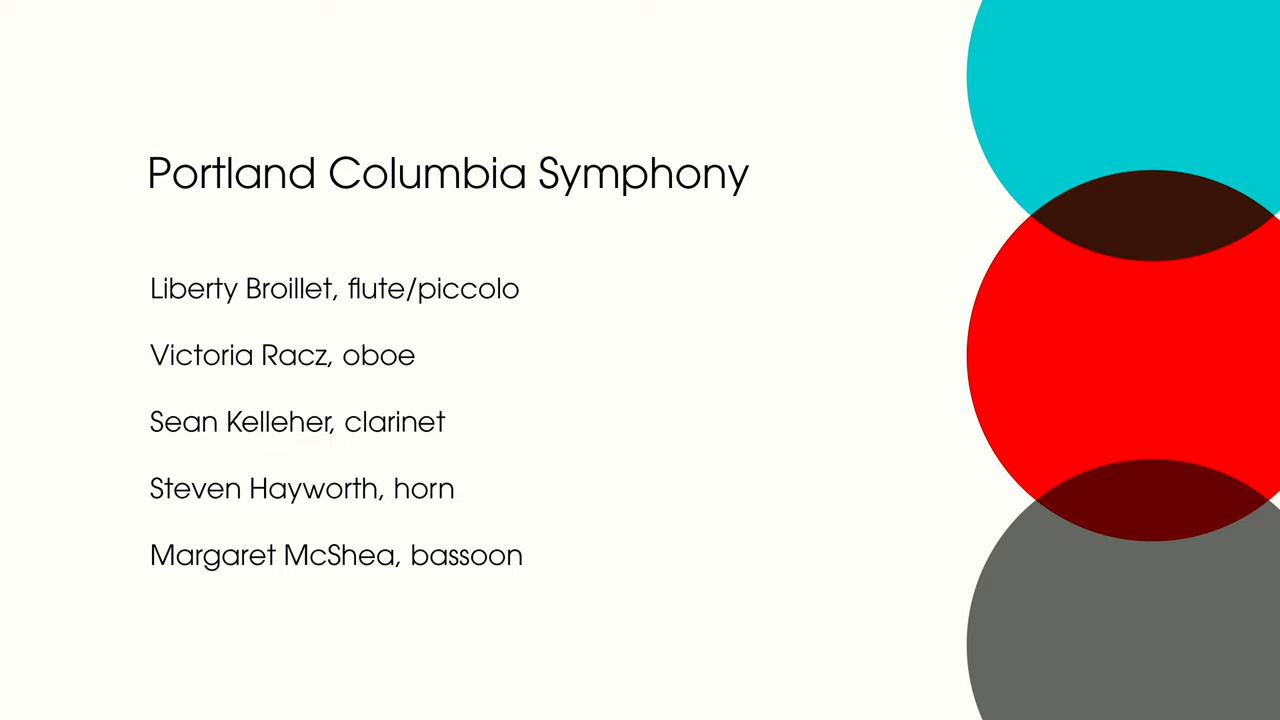 Portland Columbia Symphony
Liberty Broillet, flute/piccolo
Victoria Racz, oboe
Sean Kelleher, clarinet
Steven Hayworth, horn
Margaret McShea, bassoon